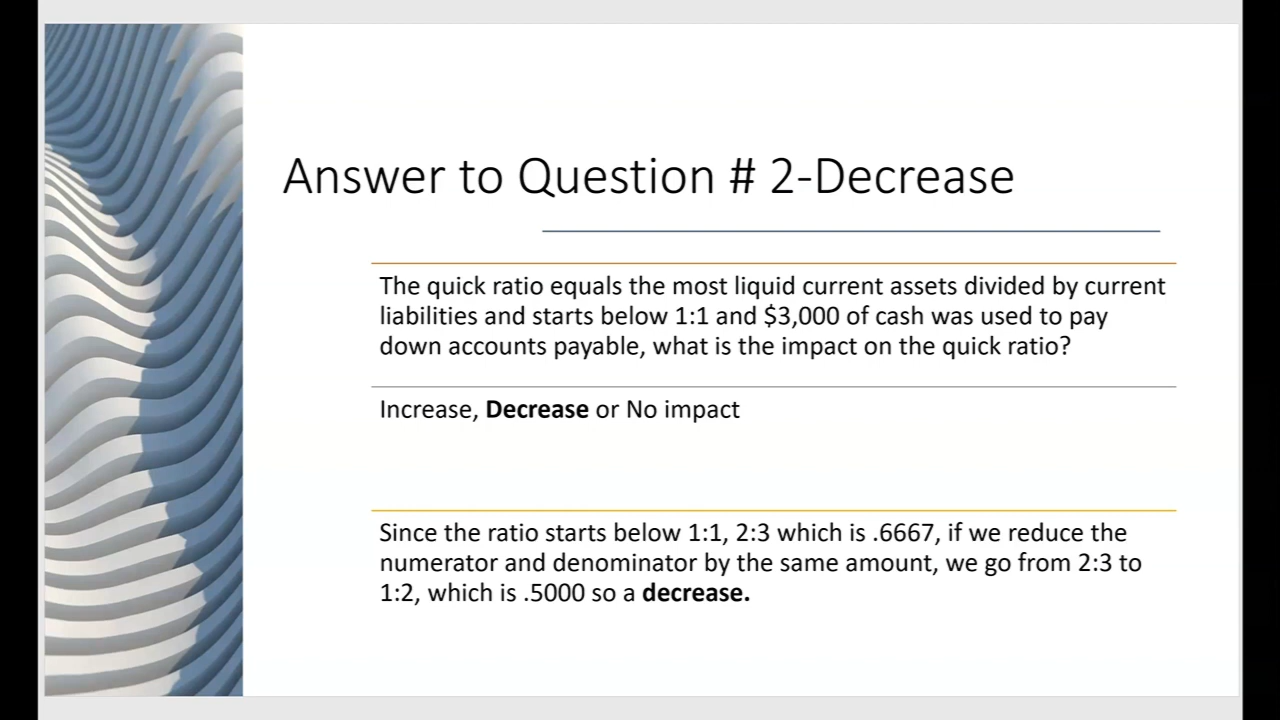 Answer to Question # 2-Decrease
The quick ratio equals the most liquid current assets divided by current
liabilities and starts below 1:1 and $3,000 of cash was used to pay
down accounts payable, what is the impact on the quick ratio?
Increase, Decrease or No impact
Since the ratio starts below 1:1, 2:3 which is .6667, if we reduce the
numerator and denominator by the same amount, we go from 2:3 to
1:2, which is .5000 so a decrease.